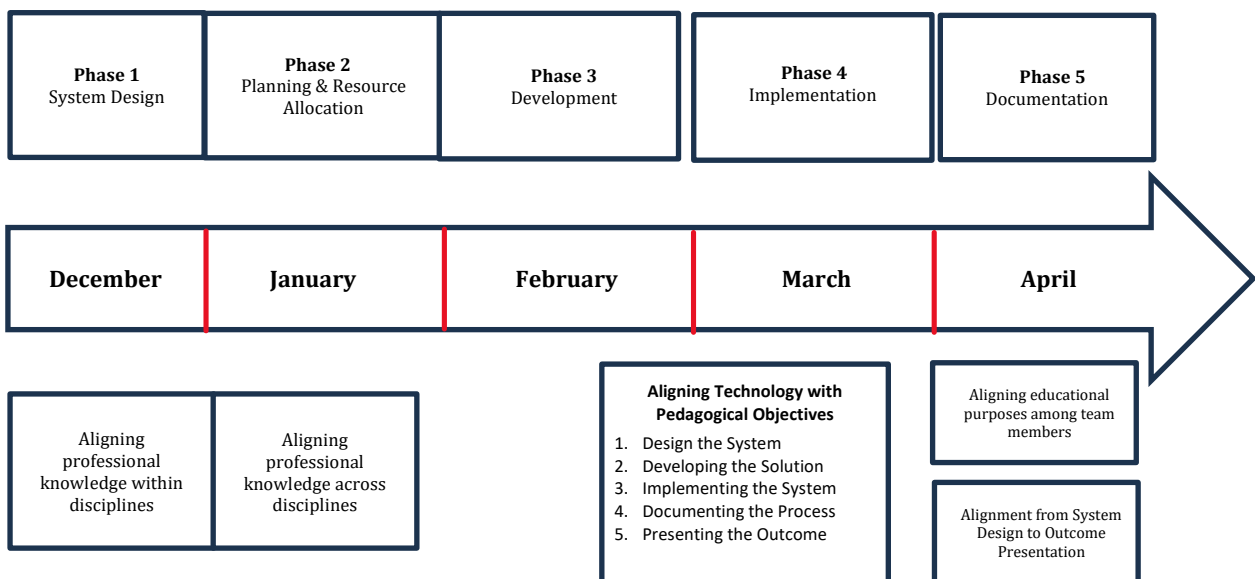 Phase 1
System Design
Phase 2
Planning & Resource
Allocation
Phase 3
Development
Phase 4
Implementation
Phase 5
Documentation
December
January
February
March
April
Aligning
professional
knowledge within
disciplines
Aligning
professional
knowledge across
disciplines
Aligning Technology with
Pedagogical Objectives
1. Design the System
2. Developing the Solution
3. Implementing the System
4. Documenting the Process
5. Presenting the Outcome
Aligning educational
purposes among team
members
Alignment from System
Design to Outcome
Presentation